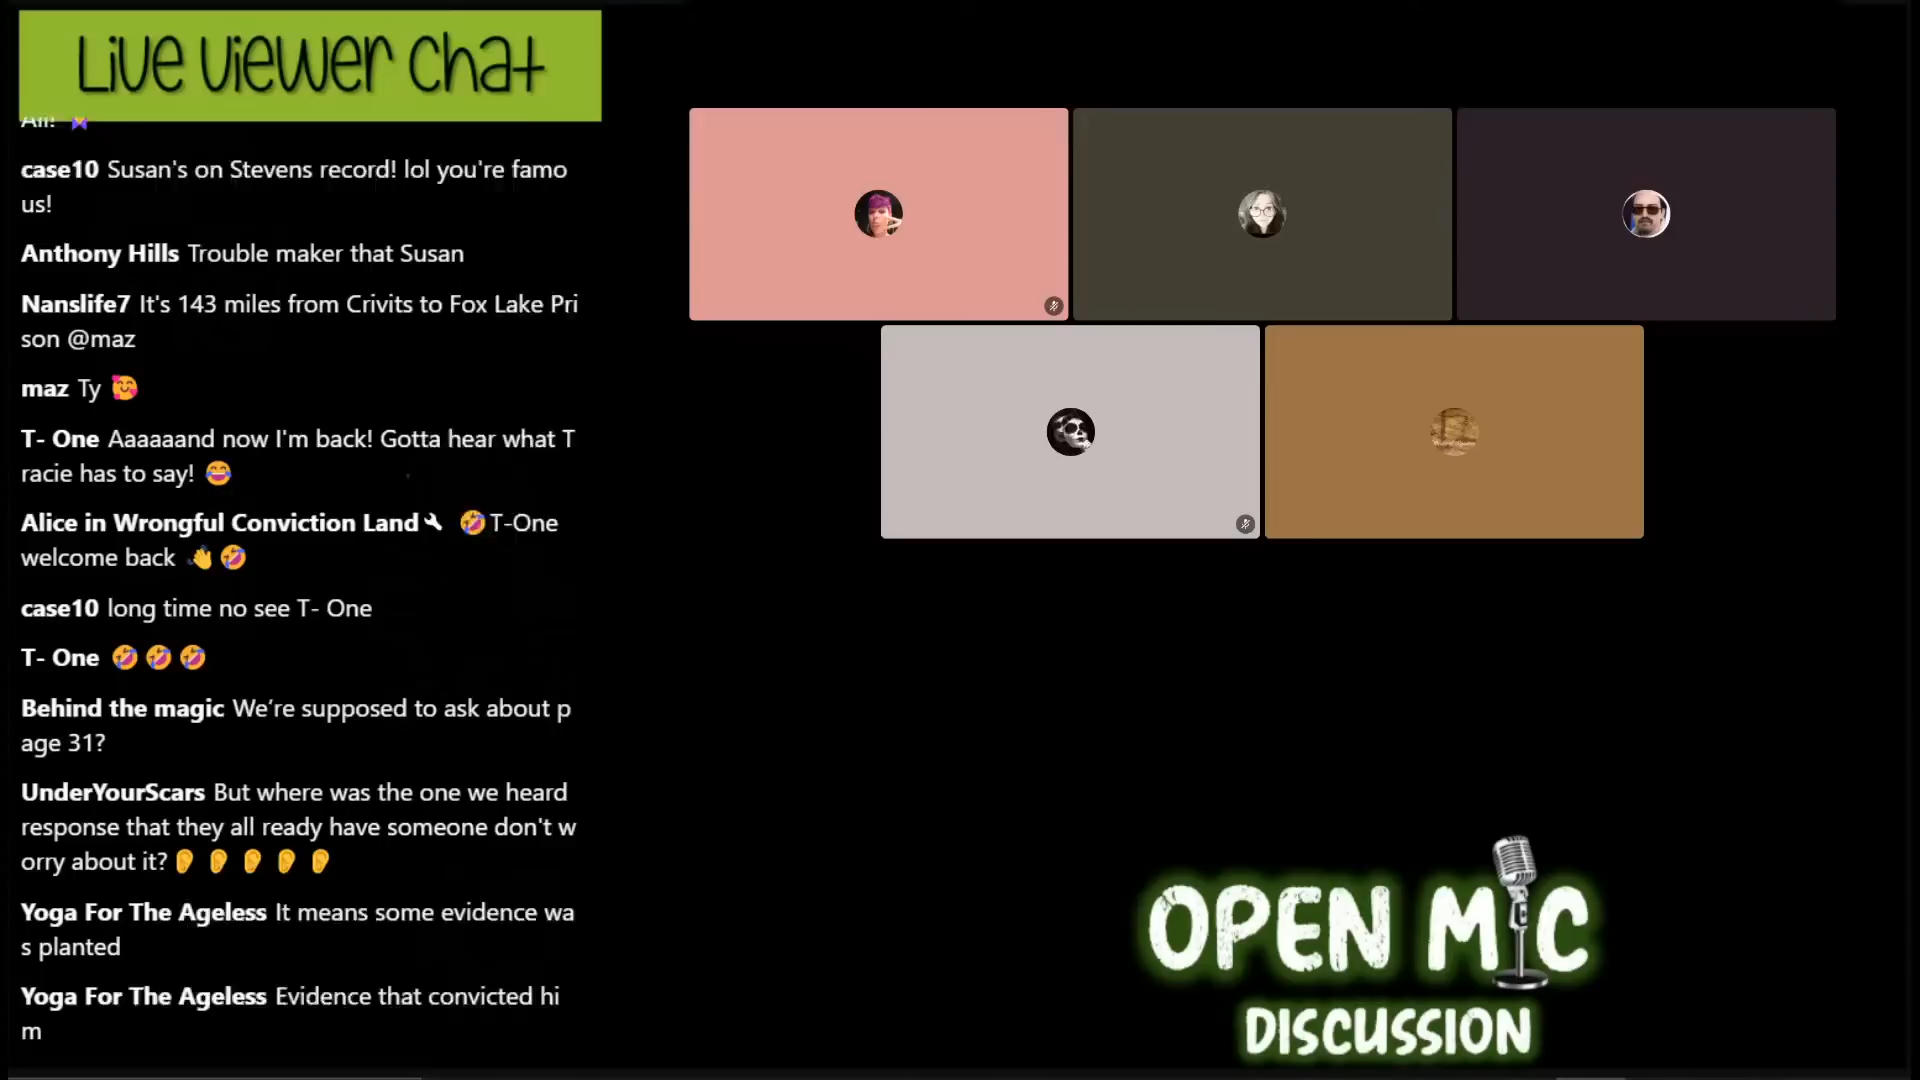 Live Viewer Chat
All!
case10 Susan's on Stevens record! lol you're famo
us!
Anthony Hills Trouble maker that Susan
Nanslife7 It's 143 miles from Crivits to Fox Lake Pri
son @maz
maz Ty 🥰
T- One Aaaaaand now I'm back! Gotta hear what T
racie has to say! 😂
Alice in Wrongful Conviction Land🔧 🤣T-One
welcome back 👋🤣
case10 long time no see T- One
T- One 🤣🤣🤣
Behind the magic We’re supposed to ask about p
age 31?
UnderYourScars But where was the one we heard
response that they all ready have someone don't w
orry about it?👂👂👂👂👂
Yoga For The Ageless It means some evidence wa
s planted
Yoga For The Ageless Evidence that convicted hi
m
OPEN MIC
DISCUSSION